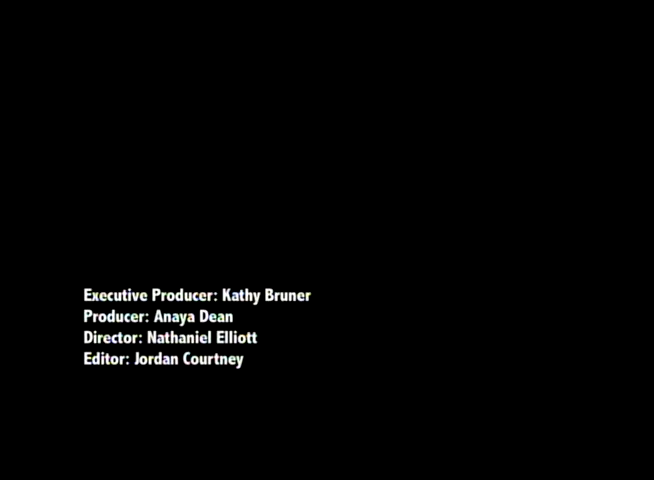 Executive Producer: Kathy Bruner
Producer: Anaya Dean
Director: Nathaniel Elliott
Editor: Jordan Courtney